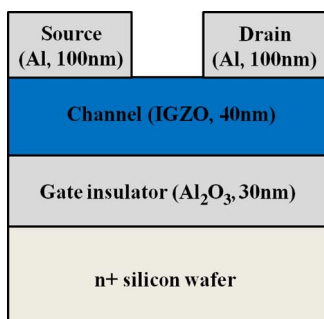 Source
(Al, 100nm)
Drain
(Al, 100nm)
Channel (IGZO, 40nm)
Gate insulator (Al₂O₃, 30nm)
n+ silicon wafer